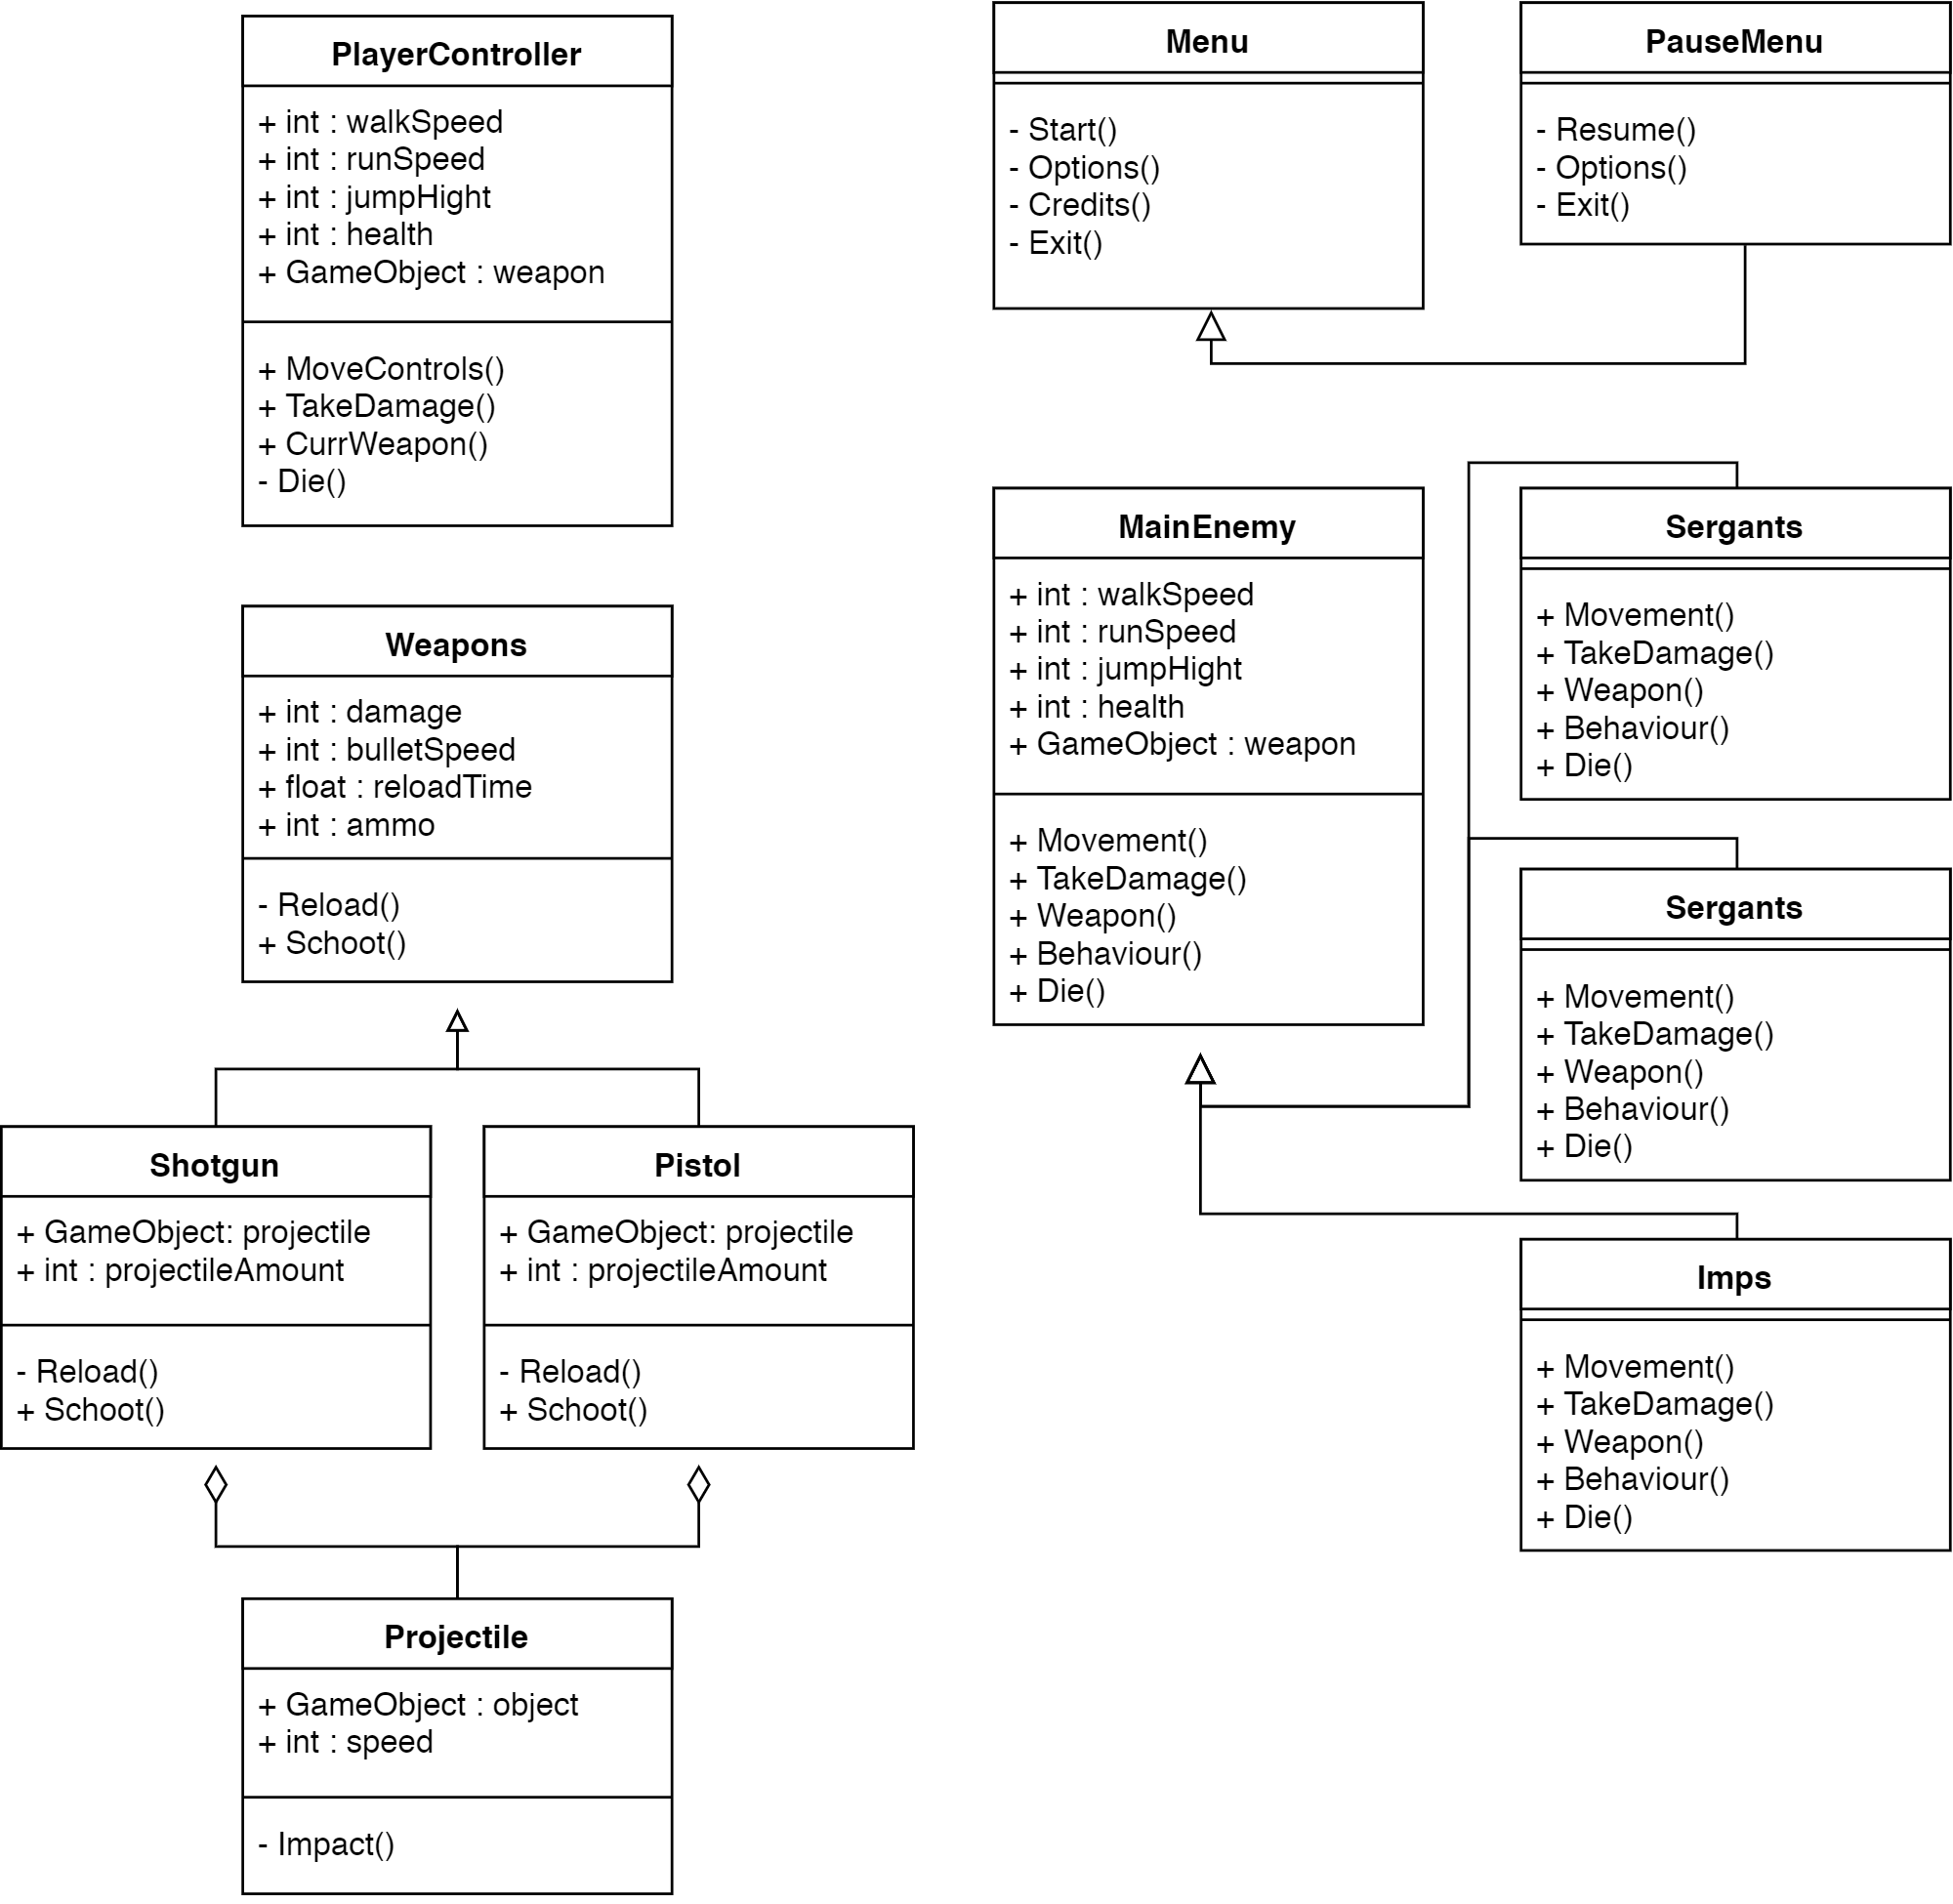 PlayerController
+ int : walkSpeed
+ int : runSpeed
+ int : jumpHight
+ int : health
+ GameObject : weapon
+ MoveControls()
+ TakeDamage()
+ CurrWeapon()
- Die()
Weapons
+ int : damage
+ int : bulletSpeed
+ float : reloadTime
+ int : ammo
- Reload()
+ Schoot()
Shotgun
+ GameObject: projectile
+ int : projectileAmount
- Reload()
+ Schoot()
Pistol
+ GameObject: projectile
+ int : projectileAmount
- Reload()
+ Schoot()
Projectile
+ GameObject : object
+ int : speed
- Impact()
Menu
- Start()
- Options()
- Credits()
- Exit()
PauseMenu
- Resume()
- Options()
- Exit()
MainEnemy
+ int : walkSpeed
+ int : runSpeed
+ int : jumpHight
+ int : health
+ GameObject : weapon
+ Movement()
+ TakeDamage()
+ Weapon()
+ Behaviour()
+ Die()
Sergants
+ Movement()
+ TakeDamage()
+ Weapon()
+ Behaviour()
+ Die()
Sergants
+ Movement()
+ TakeDamage()
+ Weapon()
+ Behaviour()
+ Die()
Imps
+ Movement()
+ TakeDamage()
+ Weapon()
+ Behaviour()
+ Die()